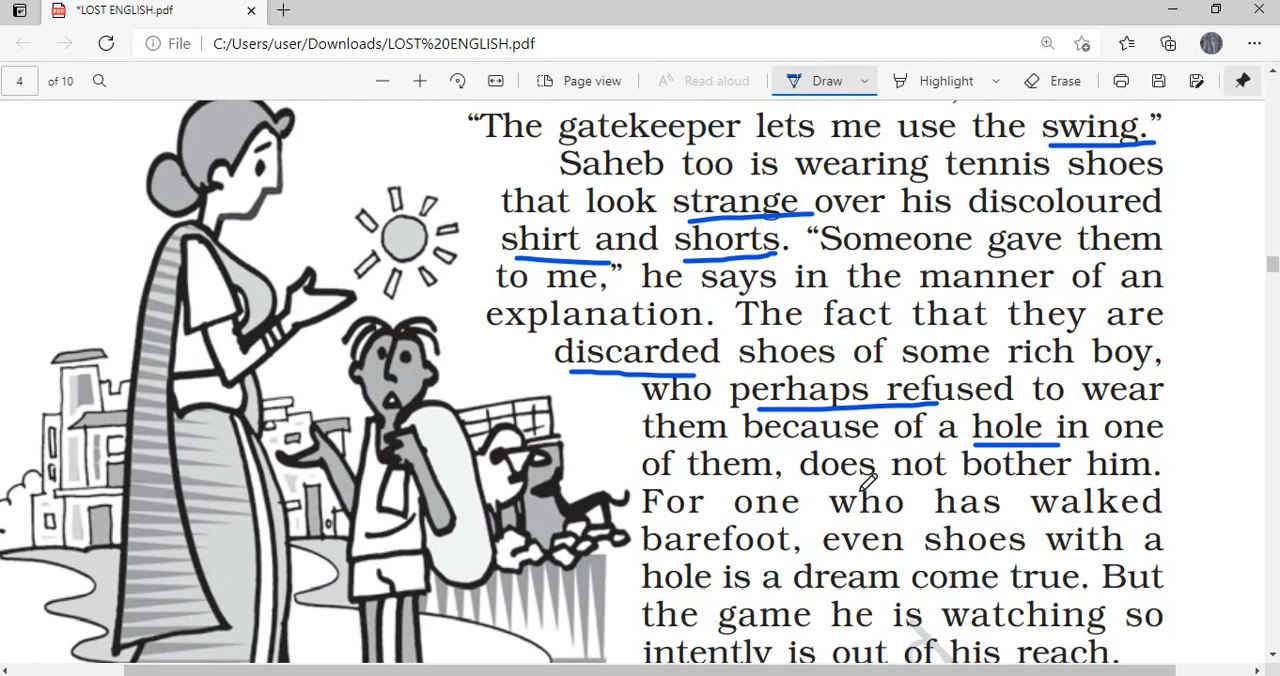 *LOST ENGLISH.pdf
File C:/Users/user/Downloads/LOST%20ENGLISH.pdf
4 of 10 Page view Read aloud Draw Highlight Erase
“The gatekeeper lets me use the swing.”
Saheb too is wearing tennis shoes
that look strange over his discoloured
shirt and shorts. “Someone gave them
to me,” he says in the manner of an
explanation. The fact that they are
discarded shoes of some rich boy,
who perhaps refused to wear
them because of a hole in one
of them, does not bother him.
For one who has walked
barefoot, even shoes with a
hole is a dream come true. But
the game he is watching so
intently is out of his reach.